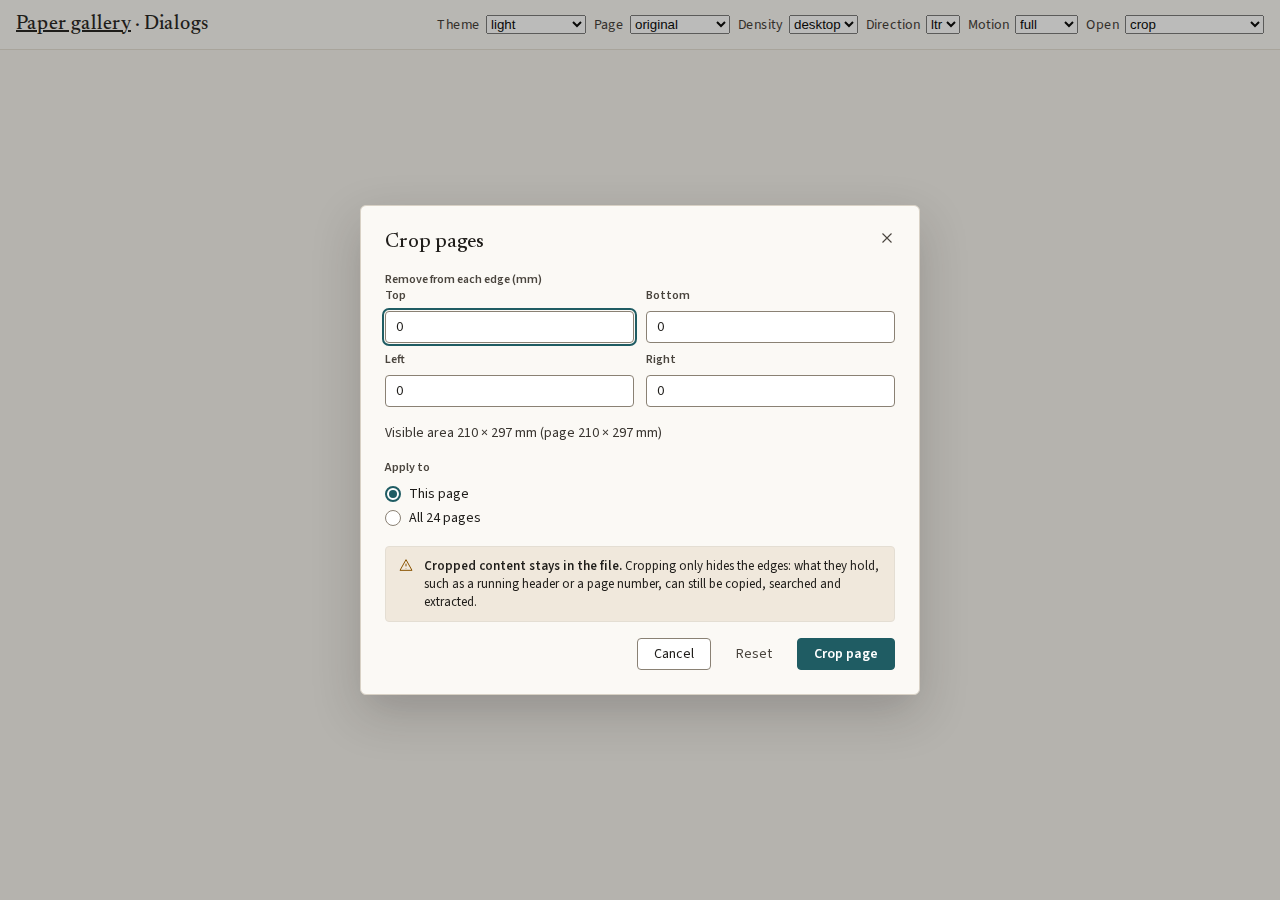 Paper gallery · Dialogs
Theme light Page original Density desktop Direction ltr Motion full Open crop
Crop pages
Remove from each edge (mm)
Top Bottom
0 0
Left Right
0 0
Visible area 210 × 297 mm (page 210 × 297 mm)
Apply to
This page
All 24 pages
Cropped content stays in the file. Cropping only hides the edges: what they hold,
such as a running header or a page number, can still be copied, searched and
extracted.
Cancel Reset Crop page